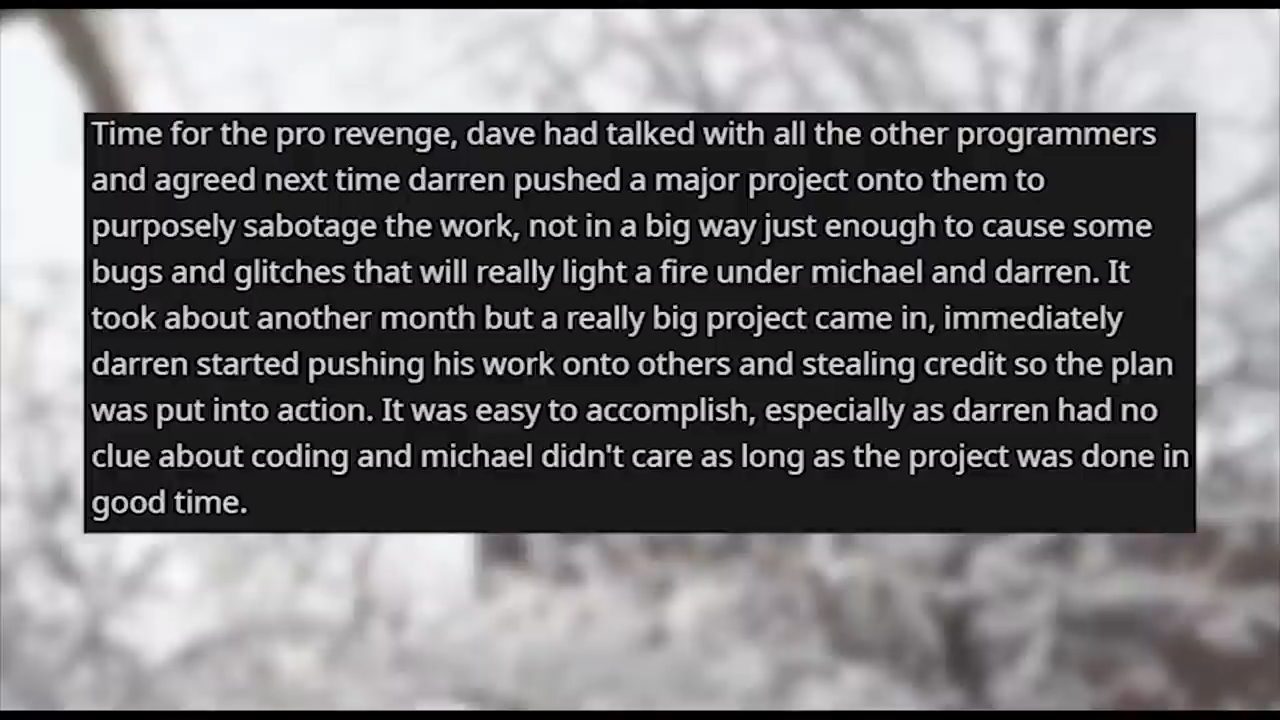 Time for the pro revenge, dave had talked with all the other programmers
and agreed next time darren pushed a major project onto them to
purposely sabotage the work, not in a big way just enough to cause some
bugs and glitches that will really light a fire under michael and darren. It
took about another month but a really big project came in, immediately
darren started pushing his work onto others and stealing credit so the plan
was put into action. It was easy to accomplish, especially as darren had no
clue about coding and michael didn't care as long as the project was done in
good time.